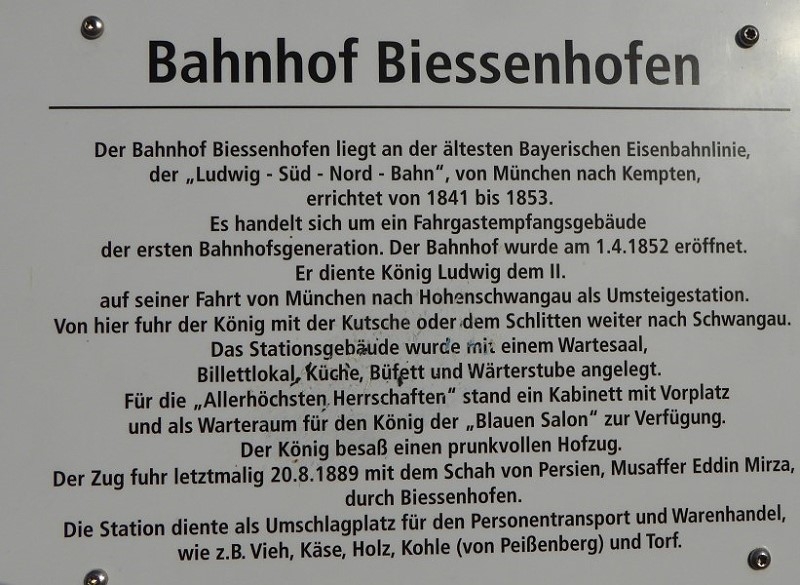 Bahnhof Biessenhofen
Der Bahnhof Biessenhofen liegt an der ältesten Bayerischen Eisenbahnlinie,
der „Ludwig - Süd - Nord - Bahn“, von München nach Kempten,
errichtet von 1841 bis 1853.
Es handelt sich um ein Fahrgastempfangsgebäude
der ersten Bahnhofsgeneration. Der Bahnhof wurde am 1.4.1852 eröffnet.
Er diente König Ludwig dem II.
auf seiner Fahrt von München nach Hohenschwangau als Umsteigestation.
Von hier fuhr der König mit der Kutsche oder dem Schlitten weiter nach Schwangau.
Das Stationsgebäude wurde mit einem Wartesaal,
Billettlokal, Küche, Büfett und Wärterstube angelegt.
Für die „Allerhöchsten Herrschaften“ stand ein Kabinett mit Vorplatz
und als Warteraum für den König der „Blauen Salon“ zur Verfügung.
Der König besaß einen prunkvollen Hofzug.
Der Zug fuhr letztmalig 20.8.1889 mit dem Schah von Persien, Musaffer Eddin Mirza,
durch Biessenhofen.
Die Station diente als Umschlagplatz für den Personentransport und Warenhandel,
wie z.B. Vieh, Käse, Holz, Kohle (von Peißenberg) und Torf.